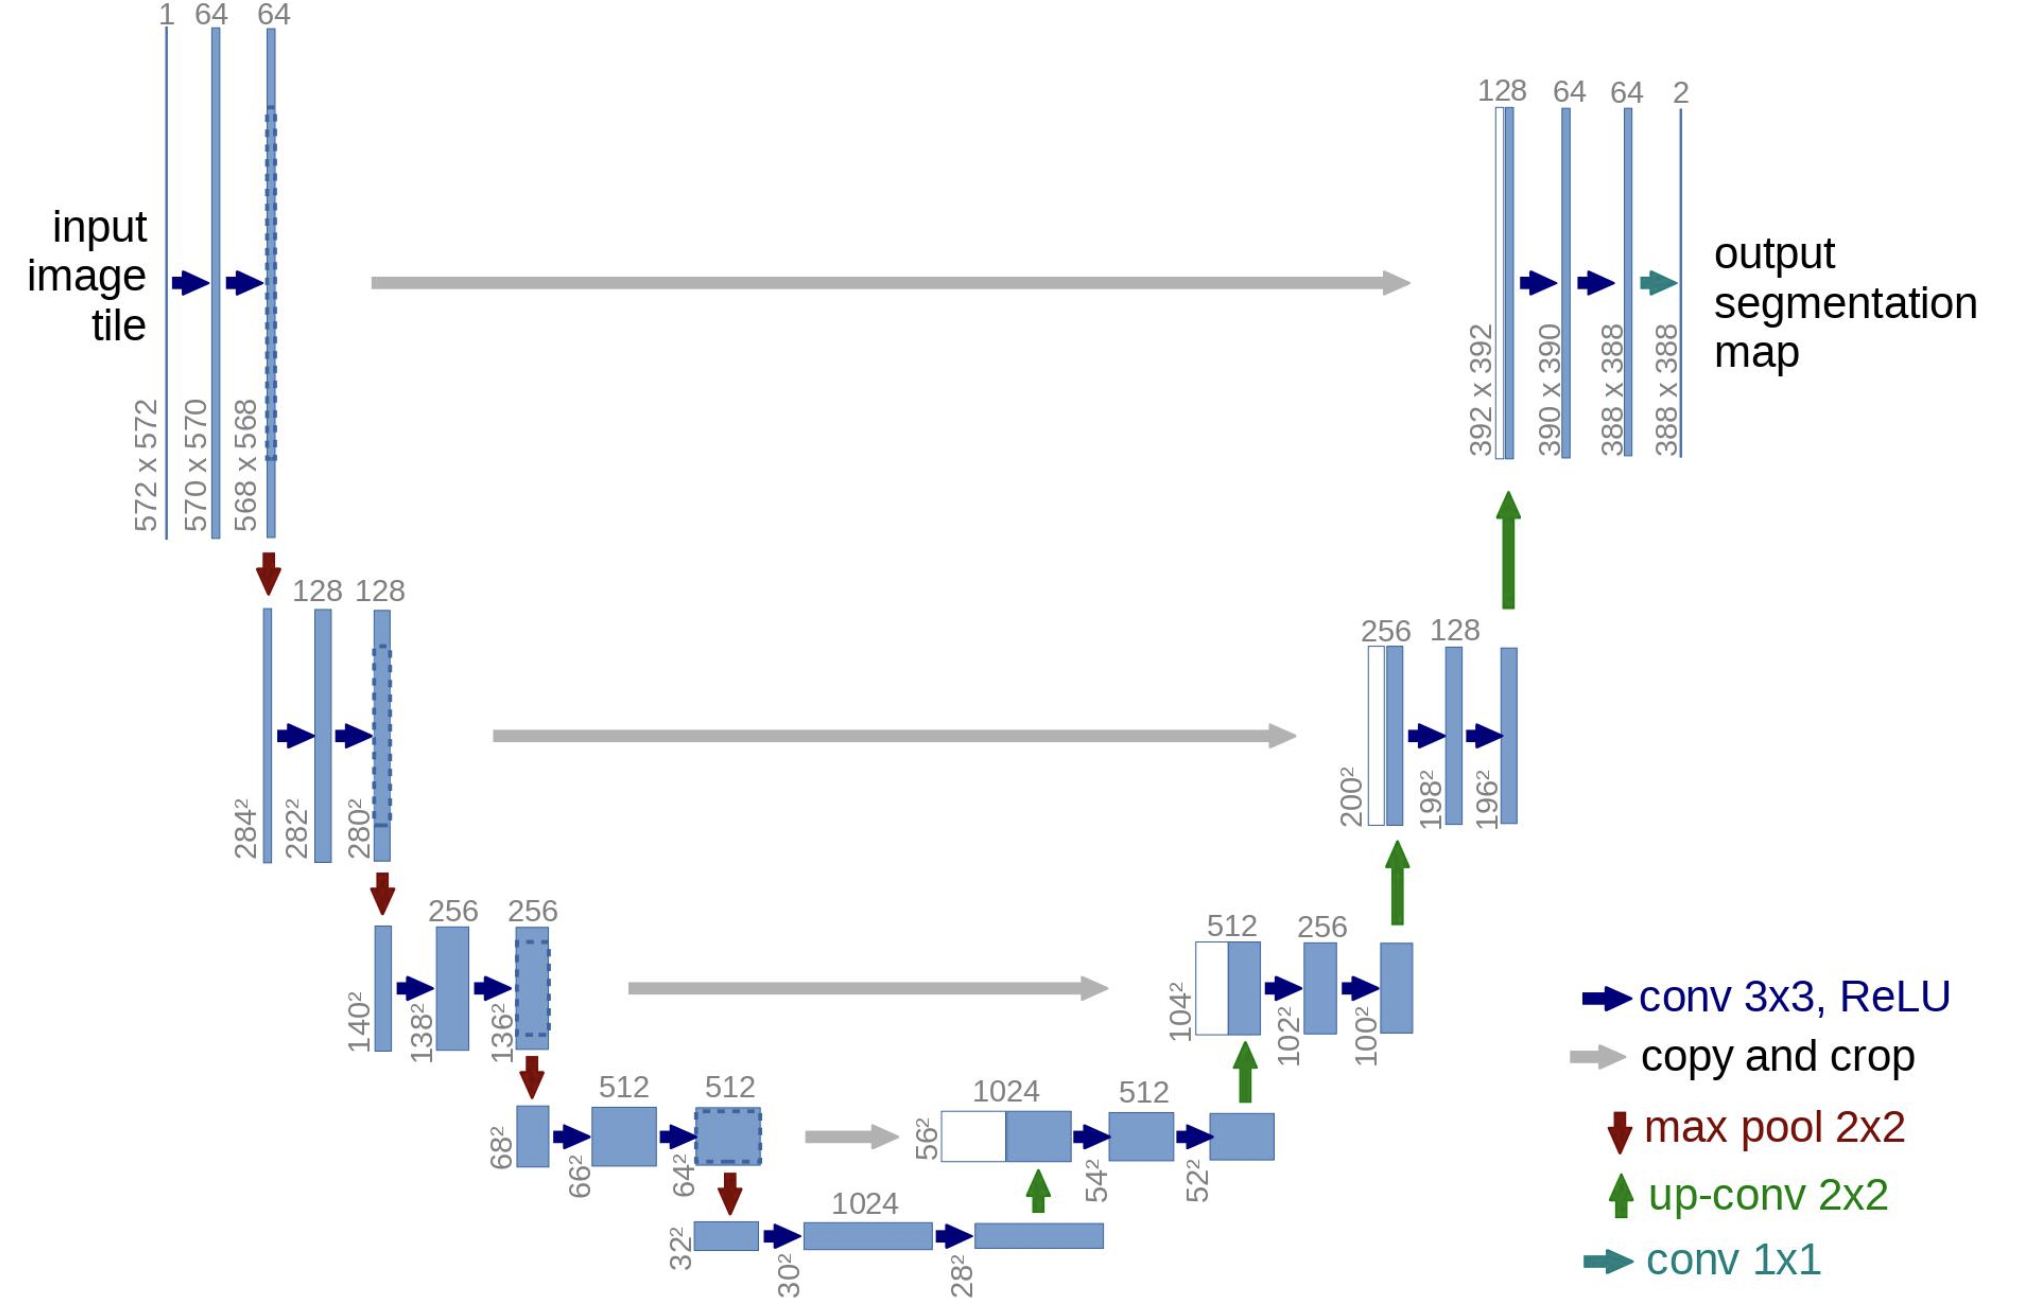 1 64 64
input
image
tile
572 x 572
570 x 570
568 x 568
128 64 64 2
392 x 392
390 x 390
388 x 388
388 x 388
output
segmentation
map
128 128
284²
282²
280²
256 128
200²
198²
196²
256 256
140²
138²
136²
512 256
104²
102²
100²
512 512
68²
66²
64²
1024 512
56²
54²
52²
1024
32²
30²
28²
conv 3x3, ReLU
copy and crop
max pool 2x2
up-conv 2x2
conv 1x1